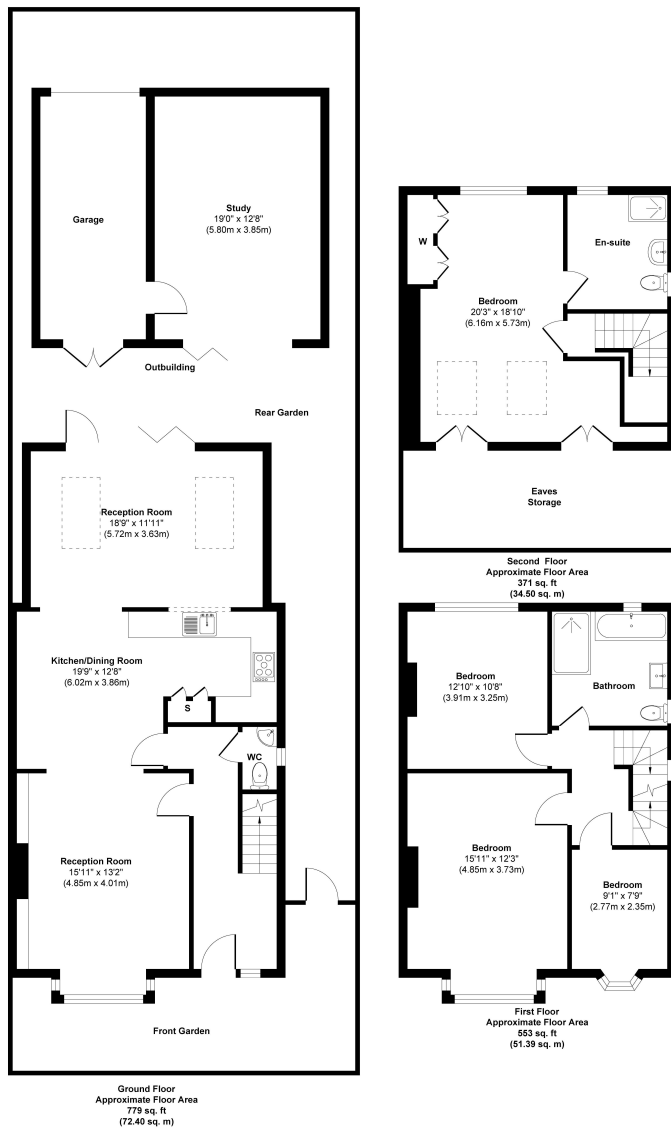 Garage
Study
19'0" x 12'8"
(5.80m x 3.85m)
Outbuilding
Rear Garden
Reception Room
18'9" x 11'11"
(5.72m x 3.63m)
Kitchen/Dining Room
19'9" x 12'8"
(6.02m x 3.86m)
S
WC
Reception Room
15'11" x 13'2"
(4.85m x 4.01m)
Front Garden
Ground Floor
Approximate Floor Area
779 sq. ft
(72.40 sq. m)
W
En-suite
Bedroom
20'3" x 18'10"
(6.16m x 5.73m)
Eaves
Storage
Second Floor
Approximate Floor Area
371 sq. ft
(34.50 sq. m)
Bedroom
12'10" x 10'8"
(3.91m x 3.25m)
Bathroom
Bedroom
15'11" x 12'3"
(4.85m x 3.73m)
Bedroom
9'1" x 7'9"
(2.77m x 2.35m)
First Floor
Approximate Floor Area
553 sq. ft
(51.39 sq. m)